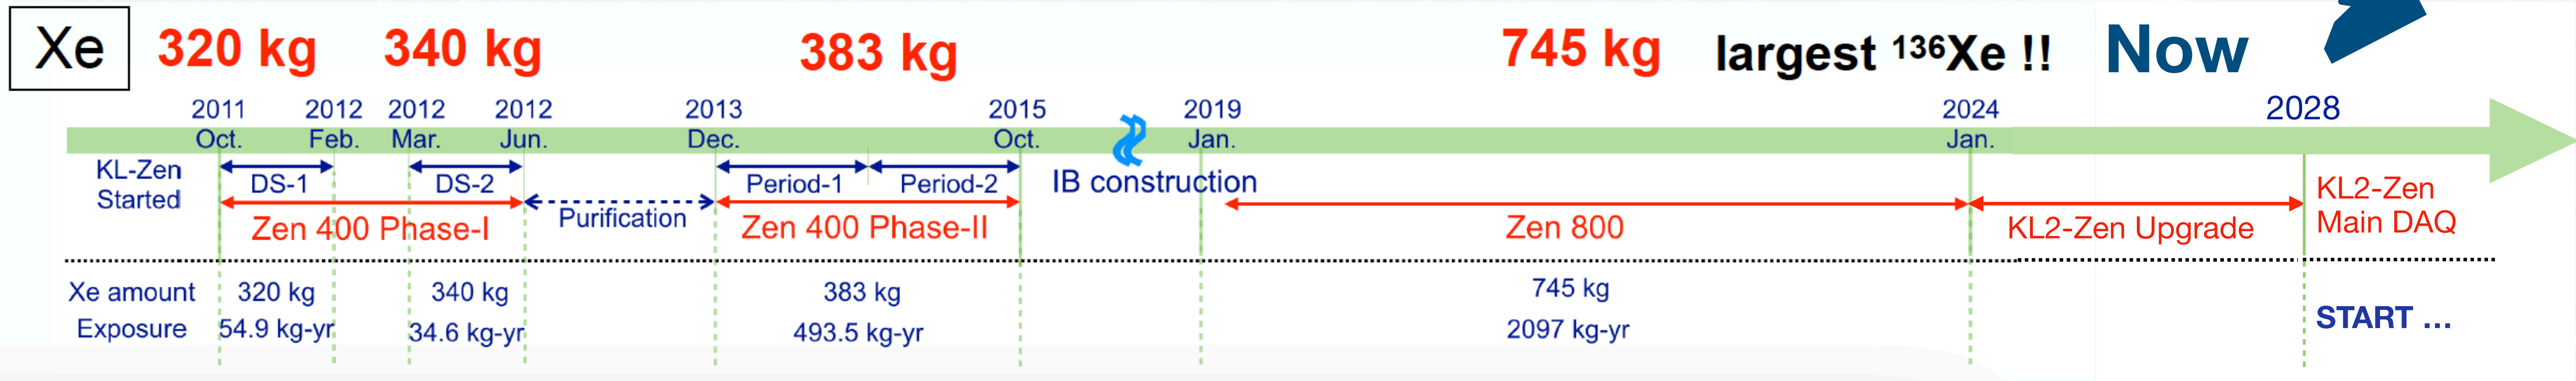 Xe 320 kg 340 kg 383 kg 745 kg largest ¹³⁶Xe !! Now
2011 2012 2012 2012 2013 2015 2019 2024 2028
Oct. Feb. Mar. Jun. Dec. Oct. Jan. Jan.
KL-Zen
Started
DS-1 DS-2 Period-1 Period-2 IB construction
Zen 400 Phase-I Purification Zen 400 Phase-II Zen 800 KL2-Zen Upgrade
KL2-Zen
Main DAQ
Xe amount 320 kg 340 kg 383 kg 745 kg
Exposure 54.9 kg-yr 34.6 kg-yr 493.5 kg-yr 2097 kg-yr
START ...